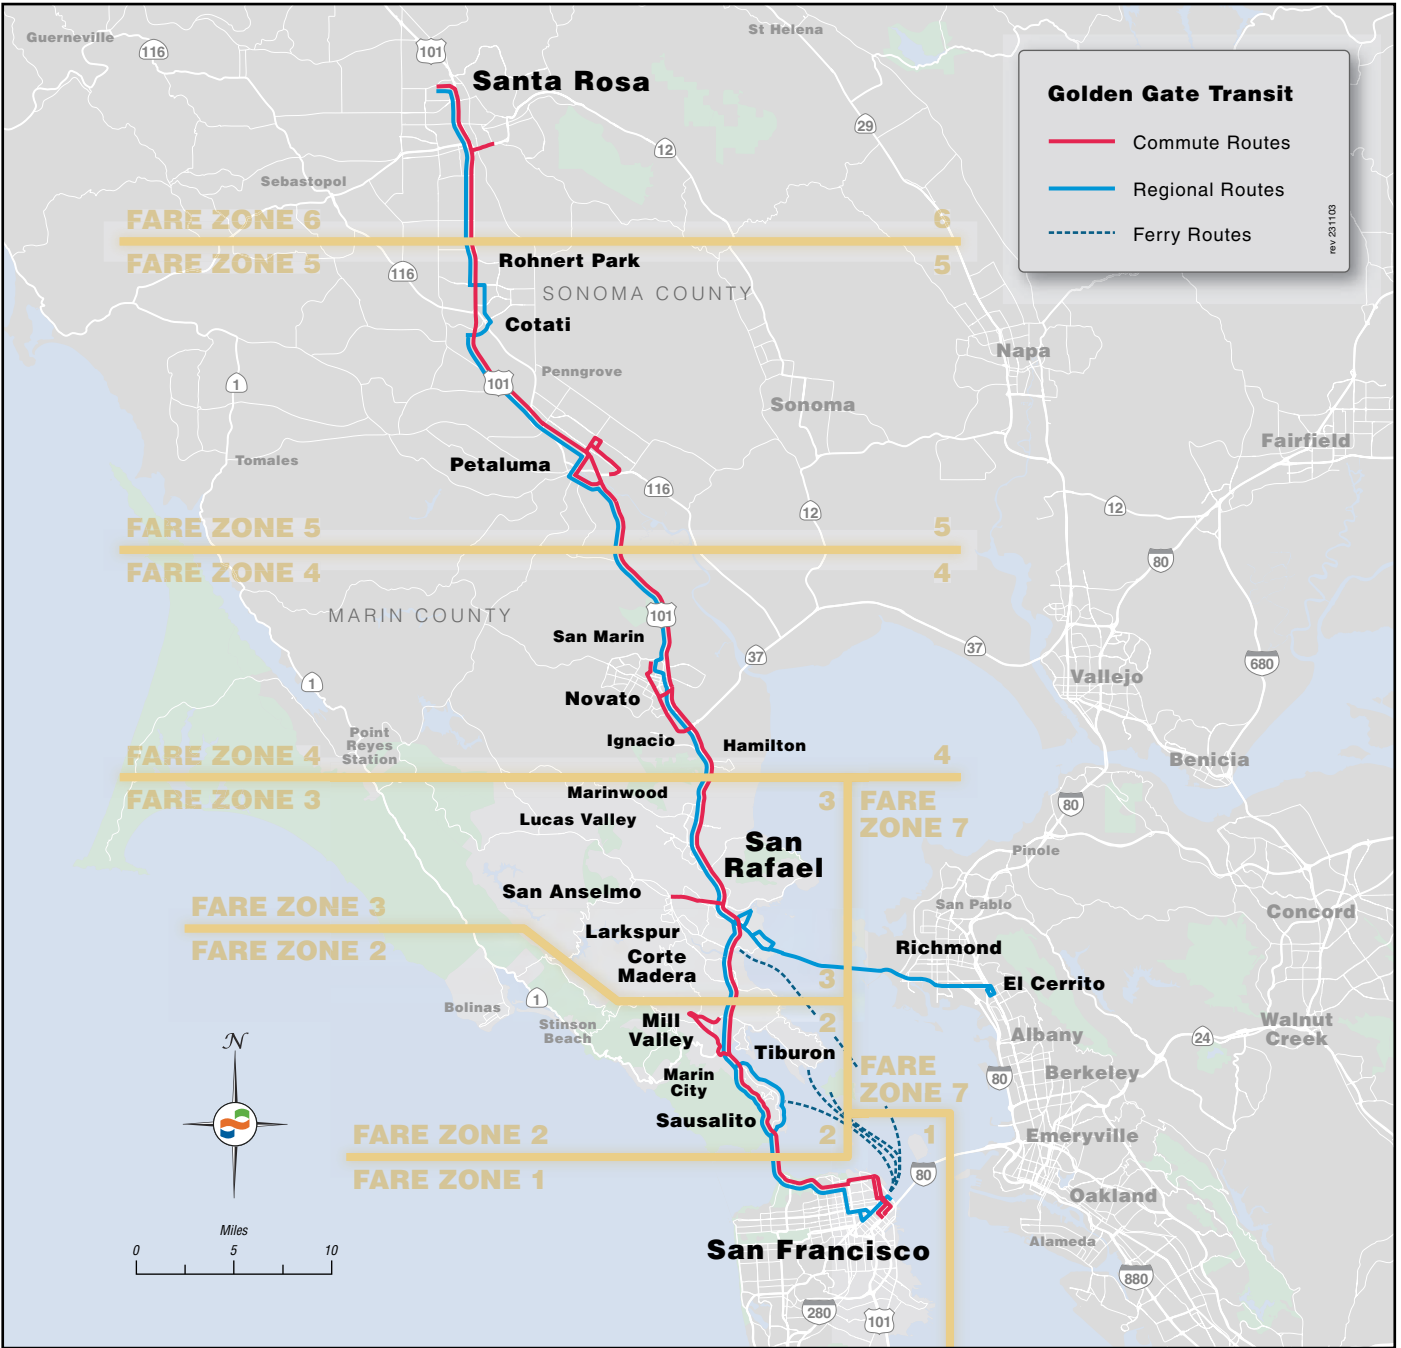 Guerneville
116
101
St Helena
Santa Rosa
Golden Gate Transit
Commute Routes
Regional Routes
Ferry Routes
rev 231103
29
12
Sebastopol
FARE ZONE 6
6
FARE ZONE 5
5
116
Rohnert Park
SONOMA COUNTY
Cotati
Napa
1
101
Penngrove
Sonoma
Fairfield
Tomales
Petaluma
116
12
12
FARE ZONE 5
5
FARE ZONE 4
4
80
MARIN COUNTY
101
San Marin
37
37
680
Vallejo
1
Novato
Point
Reyes
Station
Ignacio
Hamilton
FARE ZONE 4
4
Benicia
FARE ZONE 3
3
FARE
ZONE 7
Marinwood
80
Lucas Valley
San
Rafael
Pinole
San Anselmo
FARE ZONE 3
San Pablo
Concord
Larkspur
FARE ZONE 2
Richmond
Corte
Madera
3
El Cerrito
Bolinas
1
Stinson
Beach
Mill
Valley
2
Albany
24
Walnut
Creek
N
Tiburon
FARE
ZONE 7
80
Berkeley
Marin
City
Sausalito
FARE ZONE 2
2
1
Emeryville
FARE ZONE 1
80
Oakland
Miles
0
5
10
San Francisco
Alameda
880
280
101